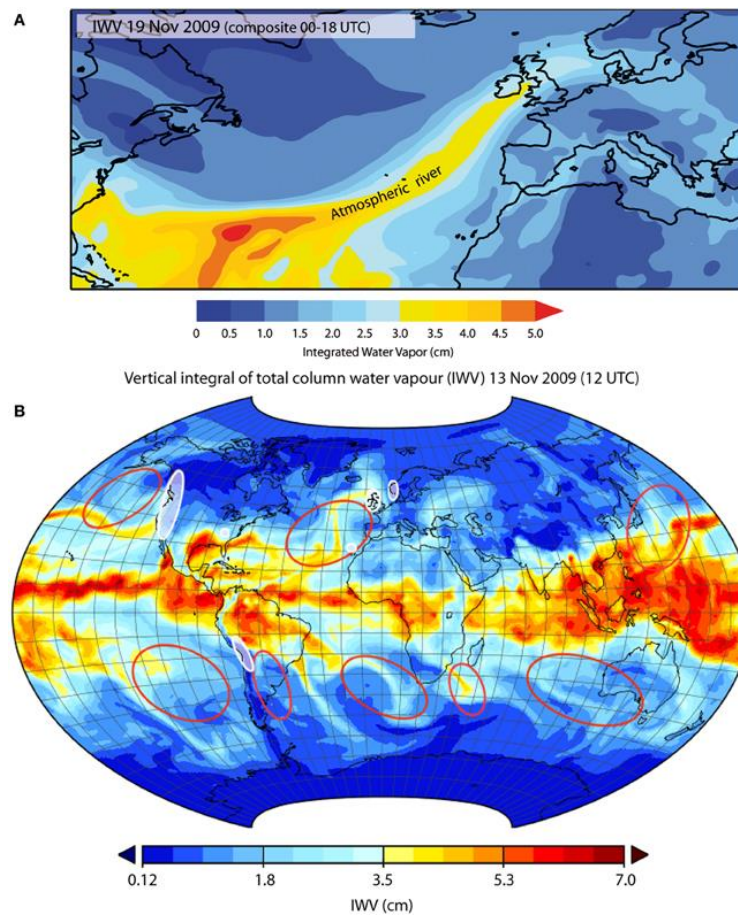 A
IWV 19 Nov 2009 (composite 00-18 UTC)
Atmospheric river
0 0.5 1.0 1.5 2.0 2.5 3.0 3.5 4.0 4.5 5.0
Integrated Water Vapor (cm)
Vertical integral of total column water vapour (IWV) 13 Nov 2009 (12 UTC)
B
0.12 1.8 3.5 5.3 7.0
IWV (cm)